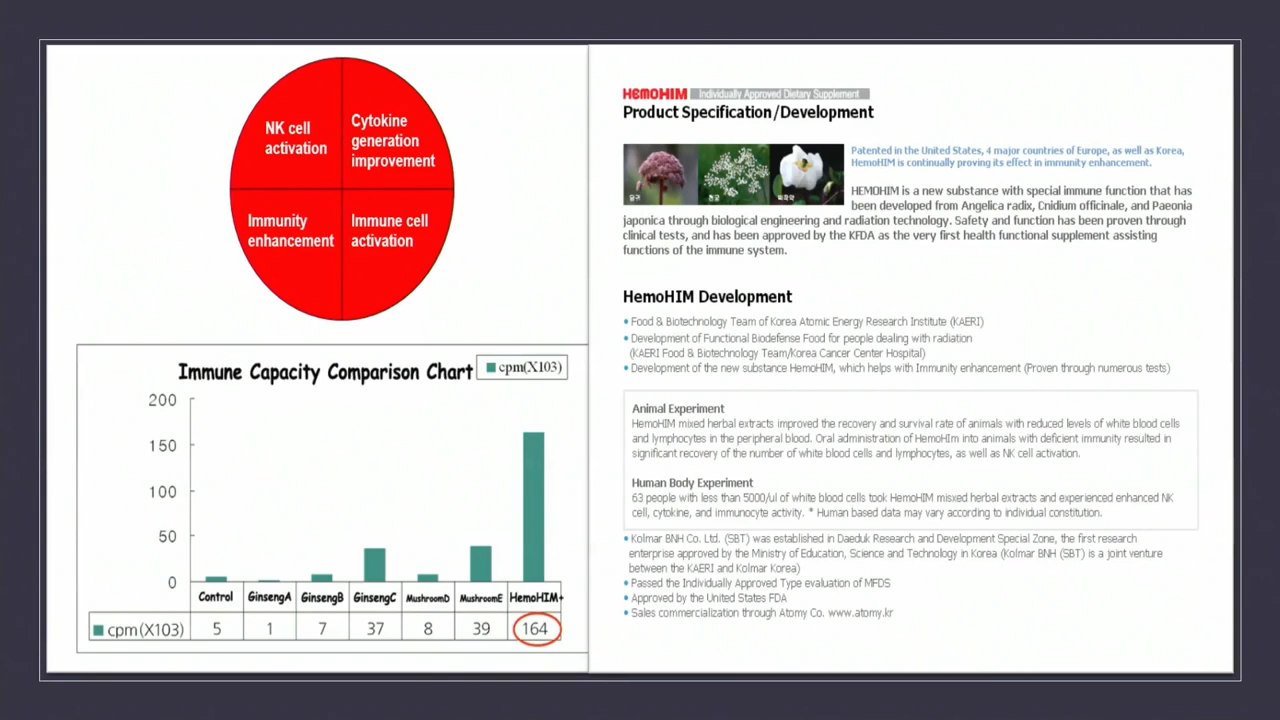 NK cell
activation
Cytokine
generation
improvement
Immunity
enhancement
Immune cell
activation
Immune Capacity Comparison Chart
cpm(X103)
200
150
100
50
0
Control GinsengA GinsengB GinsengC MushroomD MushroomE HemoHIM+
cpm(X103) 5 1 7 37 8 39 164
HemoHIM Individually Approved Dietary Supplement
Product Specification/Development
Patented in the United States, 4 major countries of Europe, as well as Korea,
HemoHIM is continually proving its effect in immunity enhancement.
당귀 천궁
HEMOHIM is a new substance with special immune function that has
been developed from Angelica radix, Cnidium officinale, and Paeonia
japonica through biological engineering and radiation technology. Safety and function has been proven through
clinical tests, and has been approved by the KFDA as the very first health functional supplement assisting
functions of the immune system.
HemoHIM Development
• Food & Biotechnology Team of Korea Atomic Energy Research Institute (KAERI)
• Development of Functional Biodefense Food for people dealing with radiation
(KAERI Food & Biotechnology Team/Korea Cancer Center Hospital)
• Development of the new substance HemoHIM, which helps with Immunity enhancement (Proven through numerous tests)
Animal Experiment
HemoHIM mixed herbal extracts improved the recovery and survival rate of animals with reduced levels of white blood cells
and lymphocytes in the peripheral blood. Oral administration of HemoHIm into animals with deficient immunity resulted in
significant recovery of the number of white blood cells and lymphocytes, as well as NK cell activation.
Human Body Experiment
63 people with less than 5000/ul of white blood cells took HemoHIM misxed herbal extracts and experienced enhanced NK
cell, cytokine, and immunocyte activity. * Human based data may vary according to individual constitution.
• Kolmar BNH Co. Ltd. (SBT) was established in Daeduk Research and Development Special Zone, the first research
enterprise approved by the Ministry of Education, Science and Technology in Korea (Kolmar BNH (SBT) is a joint venture
between the KAERI and Kolmar Korea)
• Passed the Individually Approved Type evaluation of MFDS
• Approved by the United States FDA
• Sales commercialization through Atomy Co. www.atomy.kr